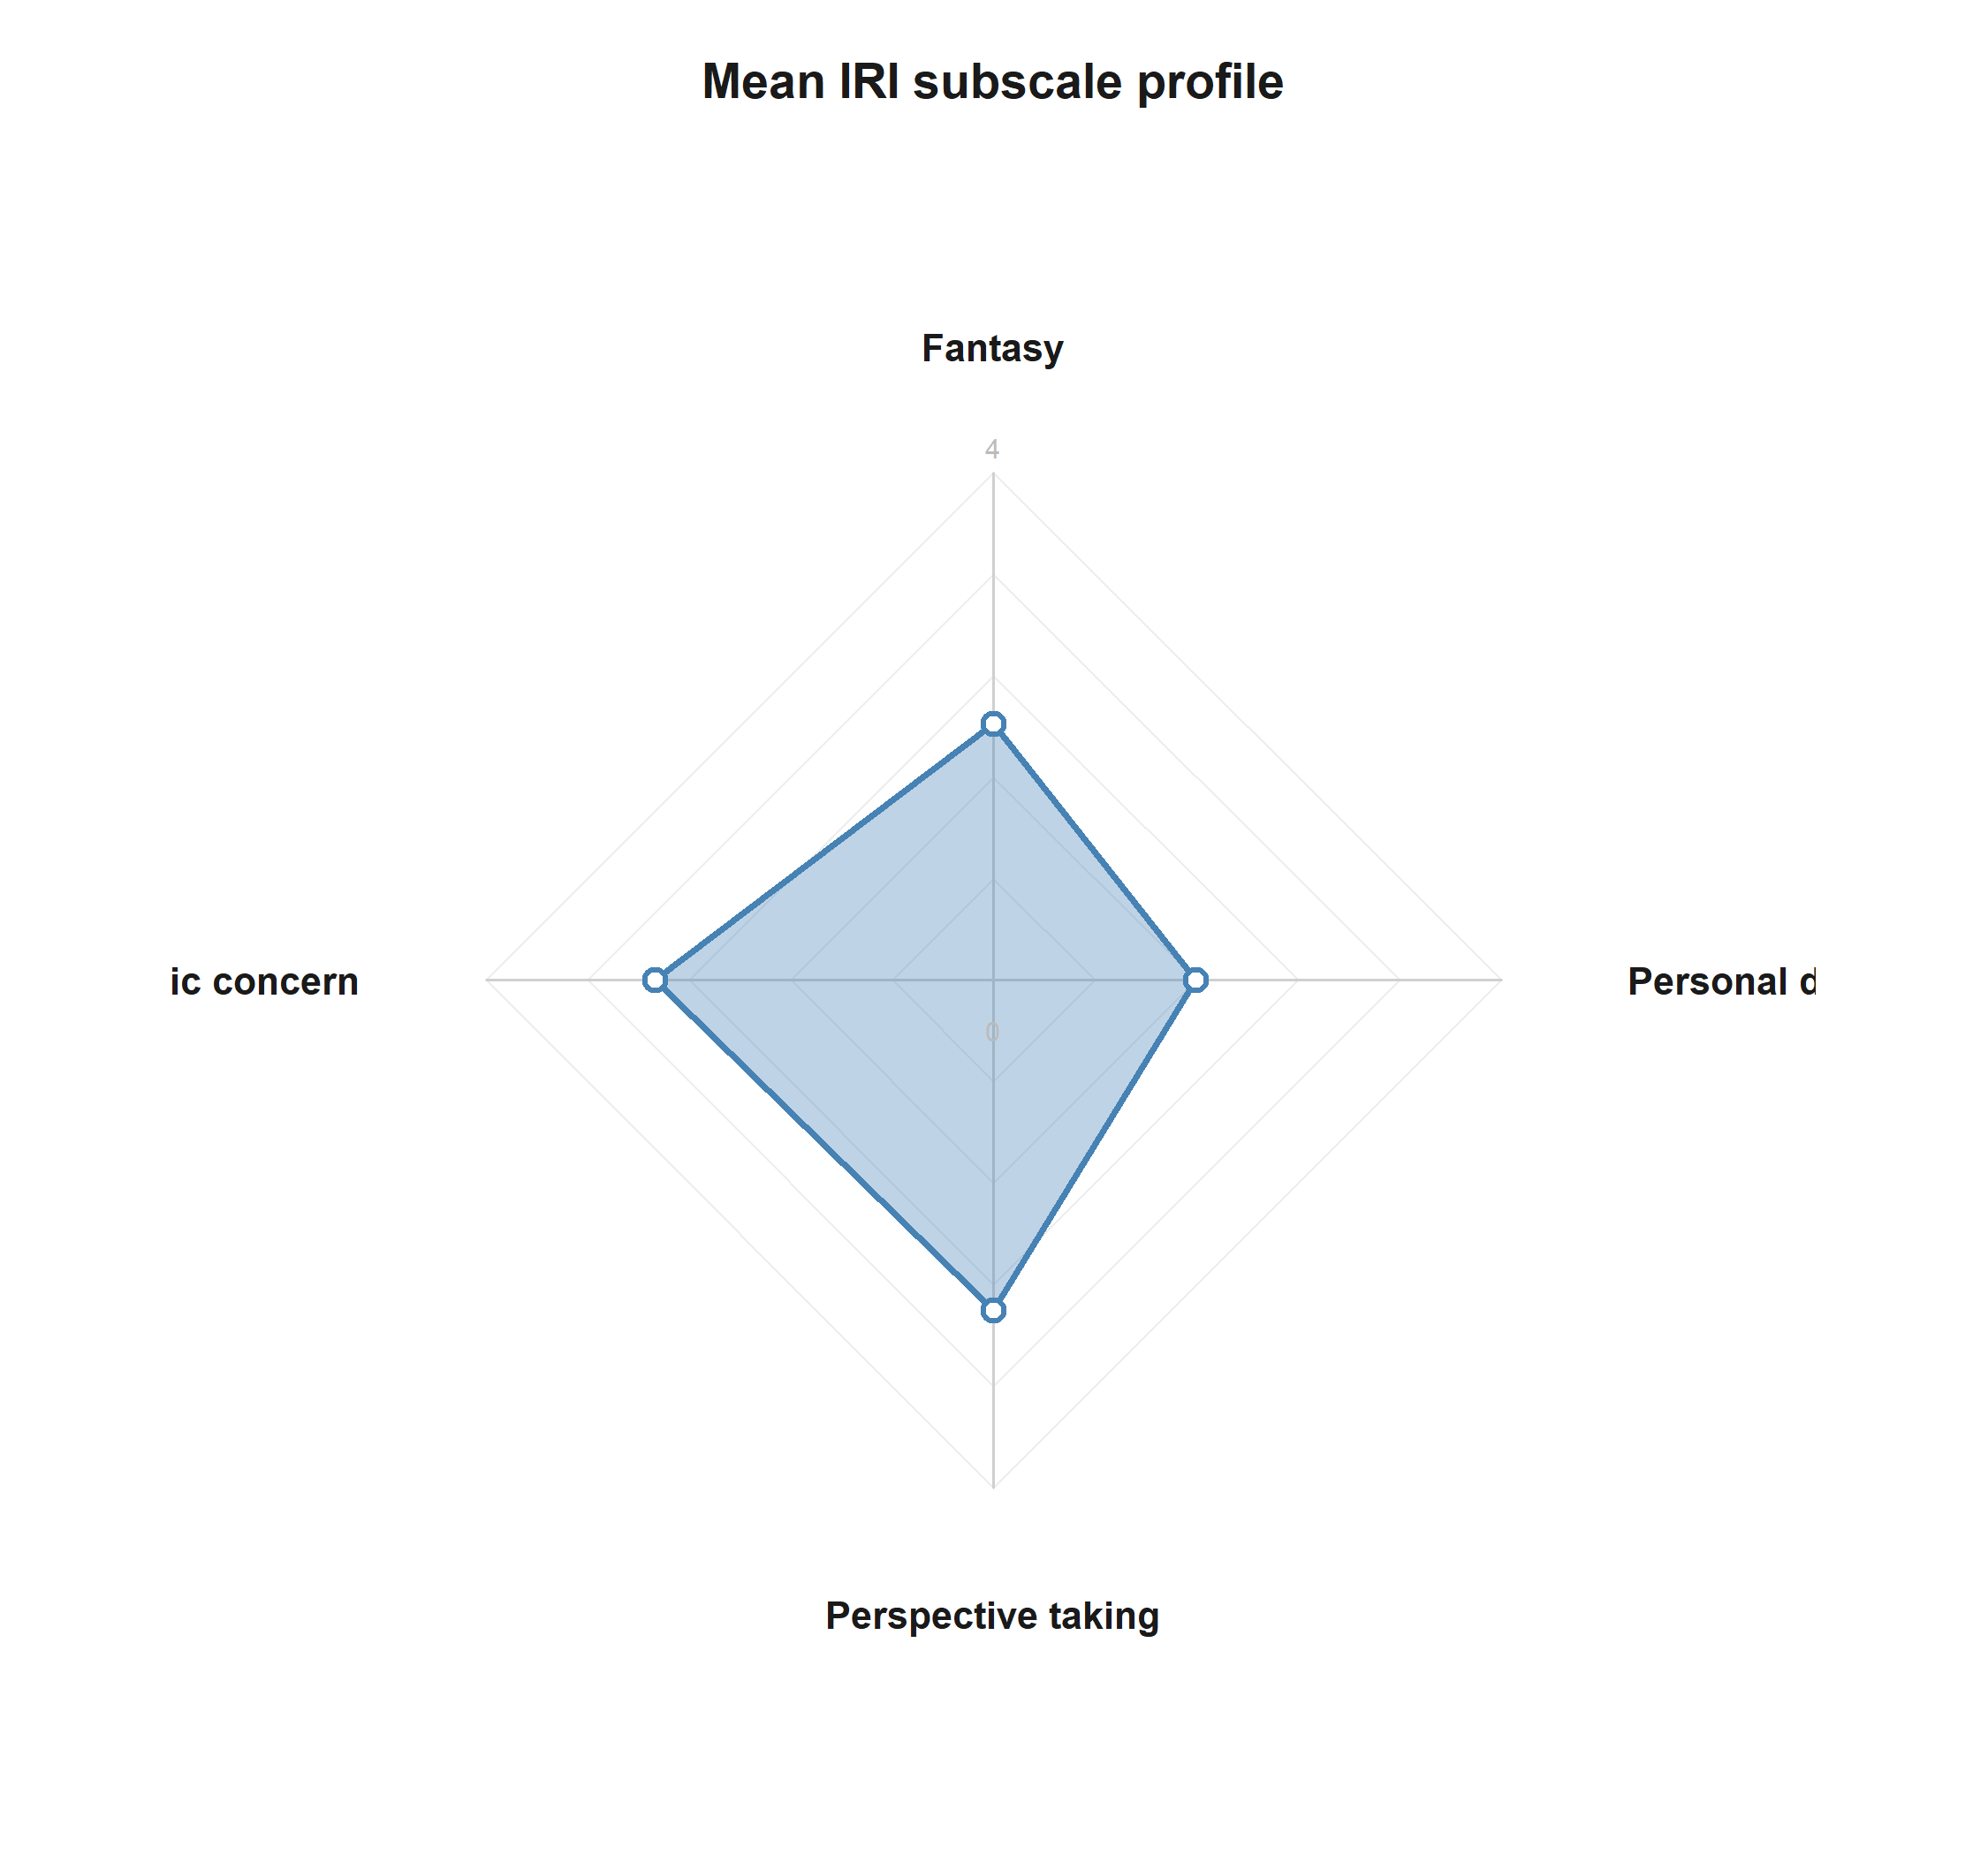 Mean IRI subscale profile
Fantasy
4
ic concern
Personal d
0
Perspective taking